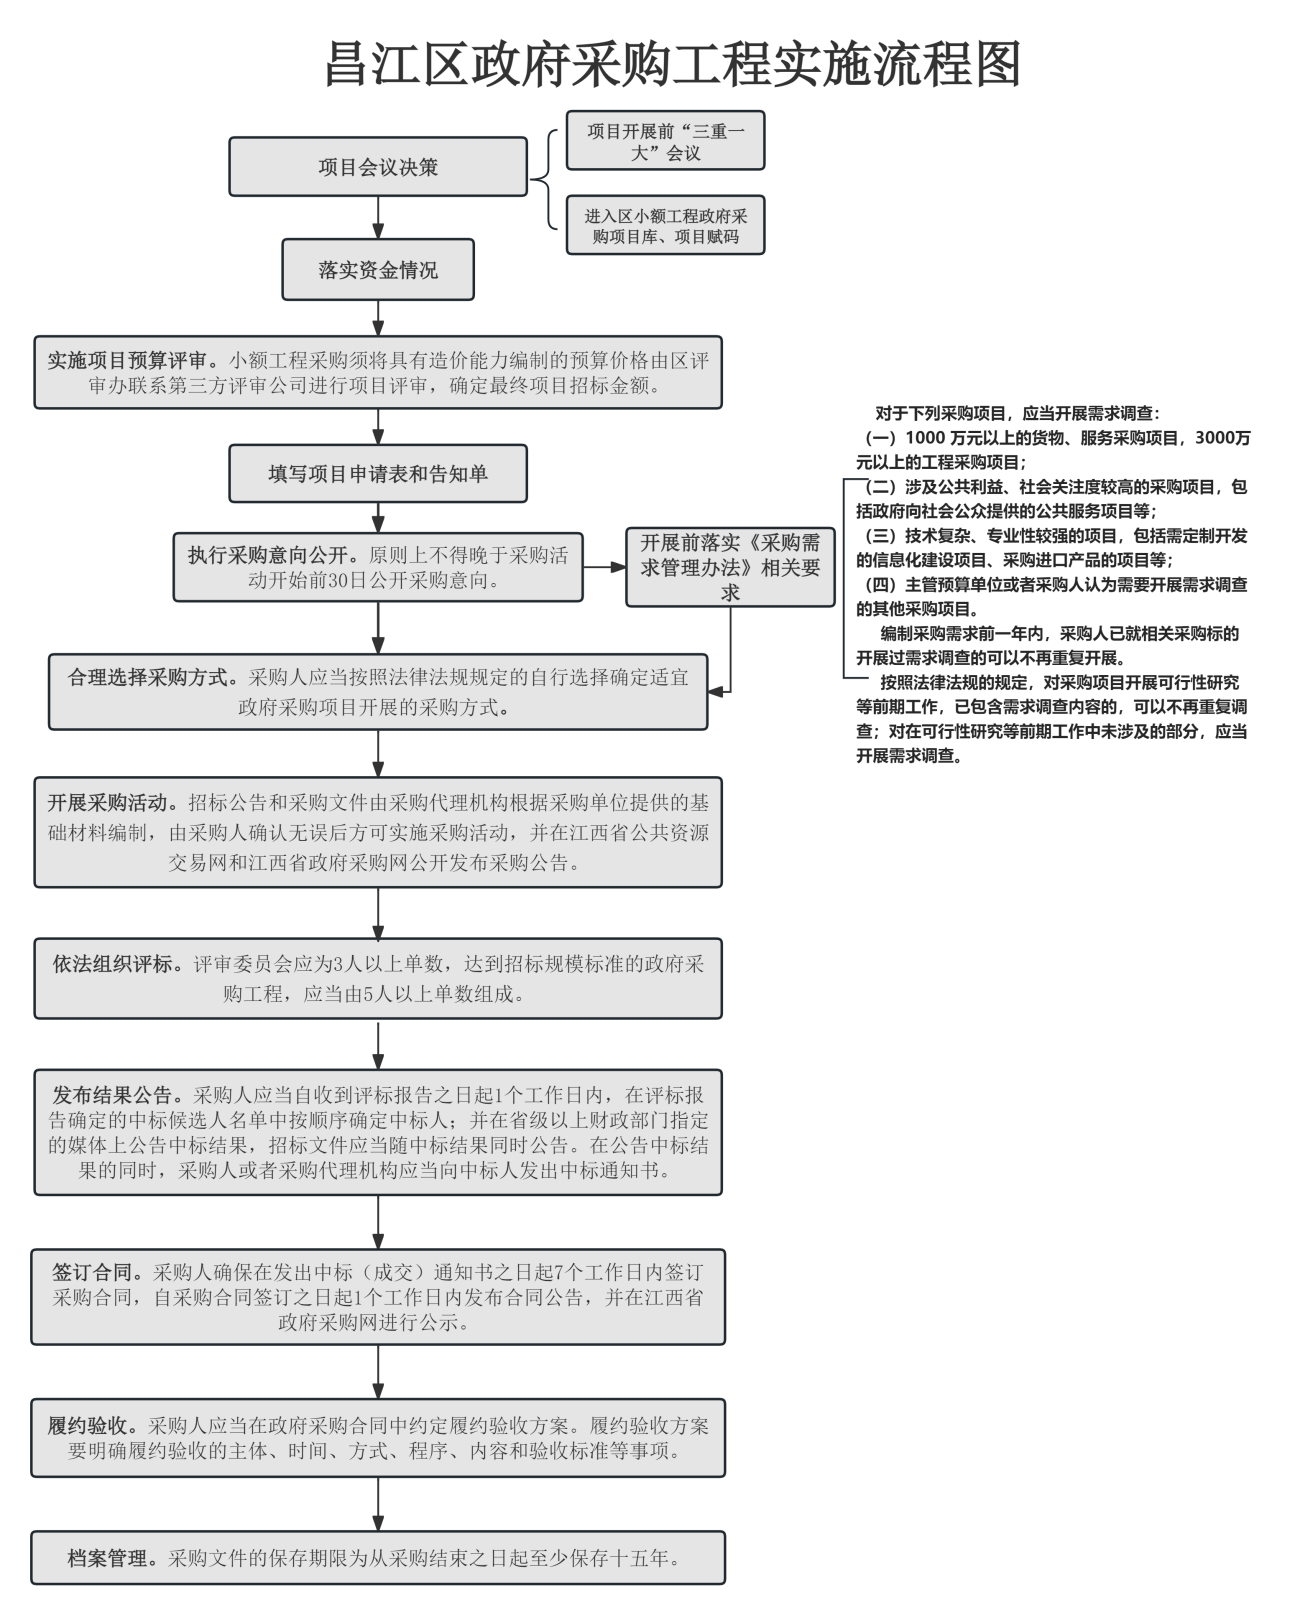 昌江区政府采购工程实施流程图
项目会议决策
项目开展前“三重一
大”会议
进入区小额工程政府采
购项目库、项目赋码
落实资金情况
实施项目预算评审。小额工程采购须将具有造价能力编制的预算价格由区评
审办联系第三方评审公司进行项目评审，确定最终项目招标金额。
填写项目申请表和告知单
执行采购意向公开。原则上不得晚于采购活
动开始前30日公开采购意向。
开展前落实《采购需
求管理办法》相关要
求
对于下列采购项目，应当开展需求调查：
（一）1000 万元以上的货物、服务采购项目，3000万
元以上的工程采购项目；
（二）涉及公共利益、社会关注度较高的采购项目，包
括政府向社会公众提供的公共服务项目等；
（三）技术复杂、专业性较强的项目，包括需定制开发
的信息化建设项目、采购进口产品的项目等；
（四）主管预算单位或者采购人认为需要开展需求调查
的其他采购项目。
编制采购需求前一年内，采购人已就相关采购标的
开展过需求调查的可以不再重复开展。
按照法律法规的规定，对采购项目开展可行性研究
等前期工作，已包含需求调查内容的，可以不再重复调
查；对在可行性研究等前期工作中未涉及的部分，应当
开展需求调查。
合理选择采购方式。采购人应当按照法律法规规定的自行选择确定适宜
政府采购项目开展的采购方式。
开展采购活动。招标公告和采购文件由采购代理机构根据采购单位提供的基
础材料编制，由采购人确认无误后方可实施采购活动，并在江西省公共资源
交易网和江西省政府采购网公开发布采购公告。
依法组织评标。评审委员会应为3人以上单数，达到招标规模标准的政府采
购工程，应当由5人以上单数组成。
发布结果公告。采购人应当自收到评标报告之日起1个工作日内，在评标报
告确定的中标候选人名单中按顺序确定中标人；并在省级以上财政部门指定
的媒体上公告中标结果，招标文件应当随中标结果同时公告。在公告中标结
果的同时，采购人或者采购代理机构应当向中标人发出中标通知书。
签订合同。采购人确保在发出中标（成交）通知书之日起7个工作日内签订
采购合同，自采购合同签订之日起1个工作日内发布合同公告，并在江西省
政府采购网进行公示。
履约验收。采购人应当在政府采购合同中约定履约验收方案。履约验收方案
要明确履约验收的主体、时间、方式、程序、内容和验收标准等事项。
档案管理。采购文件的保存期限为从采购结束之日起至少保存十五年。